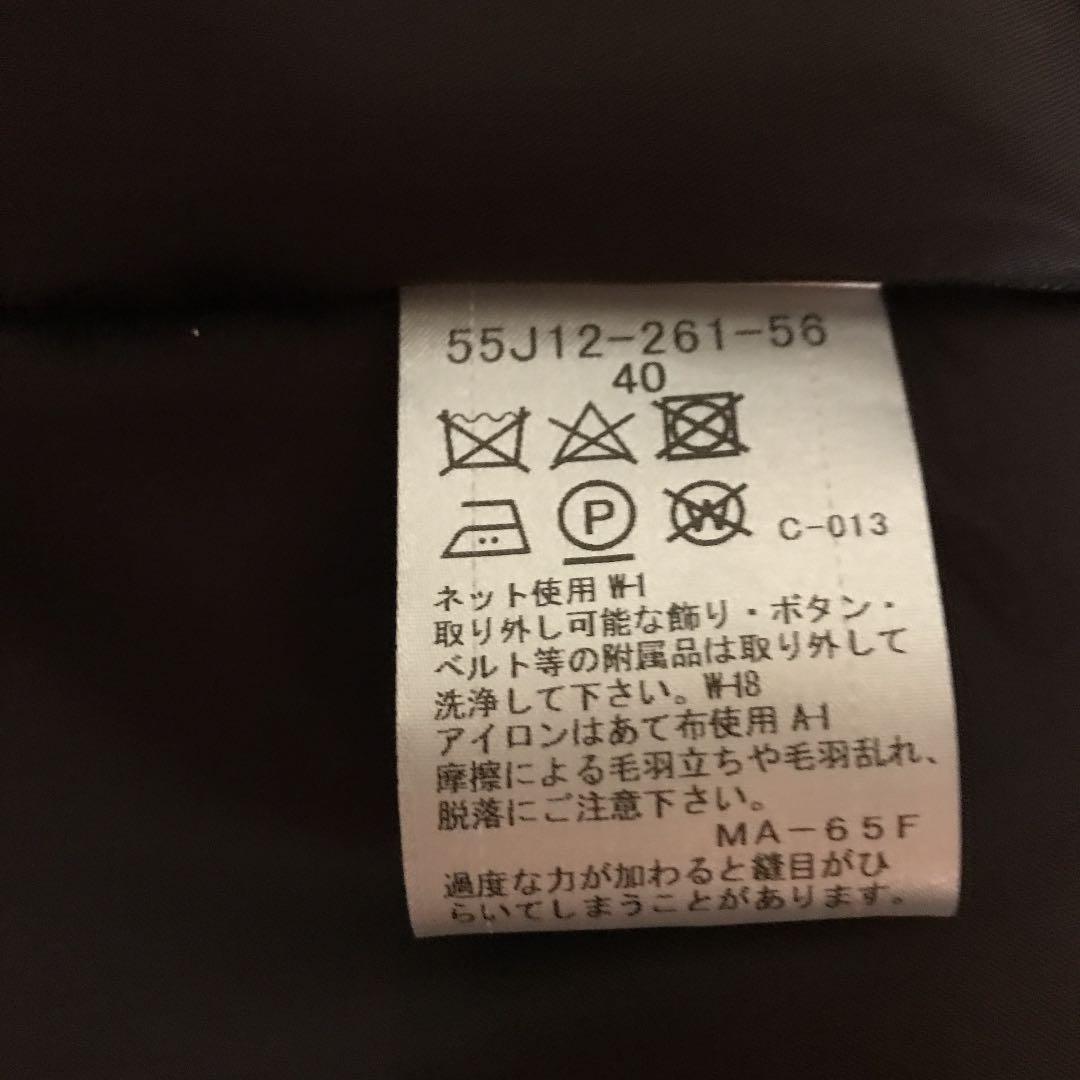 55J12-261-56
40
P W C-013
ネット使用 W-1
取り外し可能な飾り・ボタン・
ベルト等の附属品は取り外して
洗浄して下さい。W-18
アイロンはあて布使用 A-1
摩擦による毛羽立ちや毛羽乱れ、
脱落にご注意下さい。
MA-65F
過度な力が加わると縫目がひ
らいてしまうことがあります。